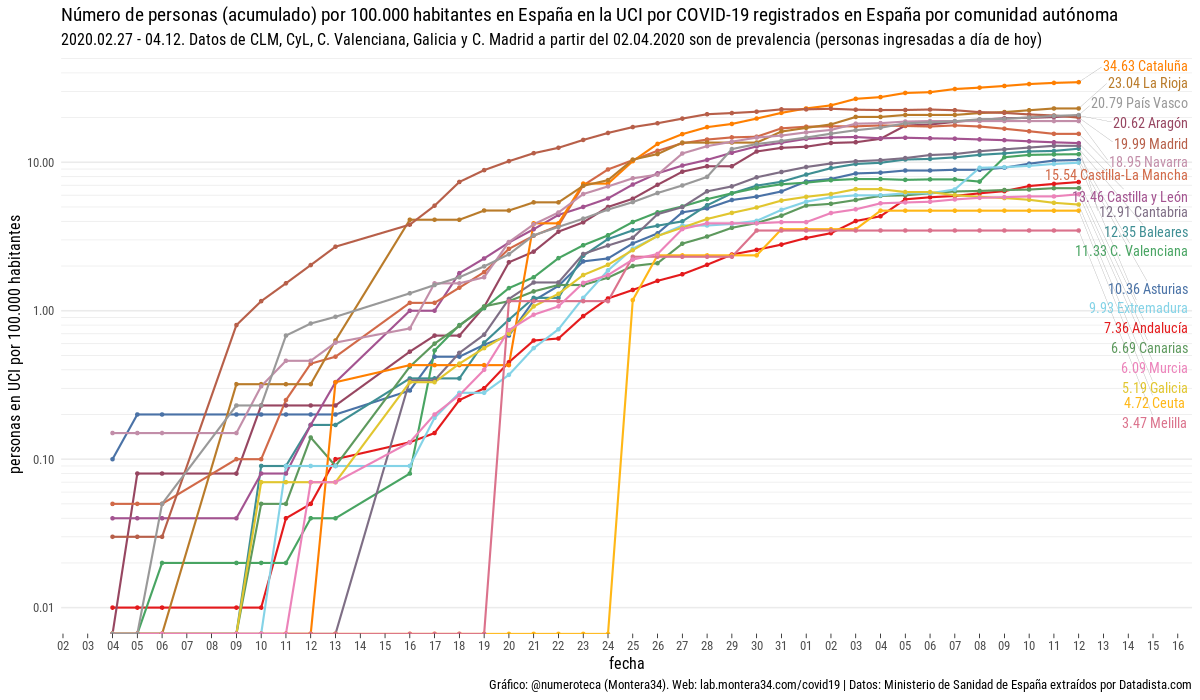 Número de personas (acumulado) por 100.000 habitantes en España en la UCI por COVID-19 registrados en España por comunidad autónoma
2020.02.27 - 04.12. Datos de CLM, CyL, C. Valenciana, Galicia y C. Madrid a partir del 02.04.2020 son de prevalencia (personas ingresadas a día de hoy)
personas en UCI por 100.000 habitantes
10.00
1.00
0.10
0.01
34.63 Cataluña
23.04 La Rioja
20.79 País Vasco
20.62 Aragón
19.99 Madrid
18.95 Navarra
15.54 Castilla-La Mancha
13.46 Castilla y León
12.91 Cantabria
12.35 Baleares
11.33 C. Valenciana
10.36 Asturias
9.93 Extremadura
7.36 Andalucía
6.69 Canarias
6.09 Murcia
5.19 Galicia
4.72 Ceuta
3.47 Melilla
02 03 04 05 06 07 08 09 10 11 12 13 14 15 16 17 18 19 20 21 22 23 24 25 26 27 28 29 30 31 01 02 03 04 05 06 07 08 09 10 11 12 13 14 15 16
fecha
Gráfico: @numeroteca (Montera34). Web: lab.montera34.com/covid19 | Datos: Ministerio de Sanidad de España extraídos por Datadista.com